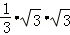 1/3 · √3 · √3